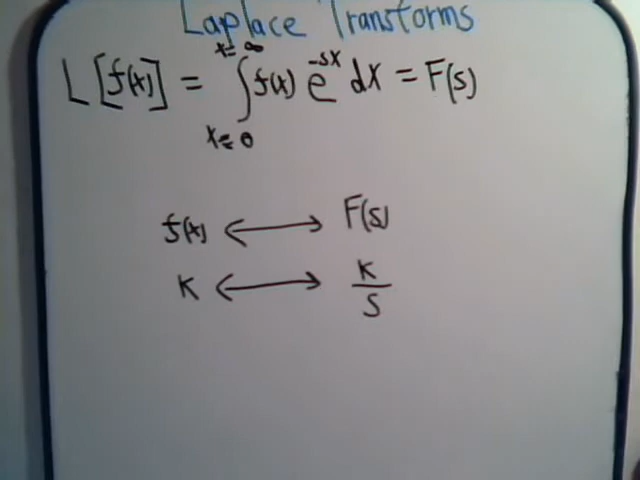 Laplace Transforms
L[f(x)] = ∫_{x=0}^{x=∞} f(x) e^{-sx} dx = F(s)
f(x) ⟷ F(s)
K ⟷ K/S